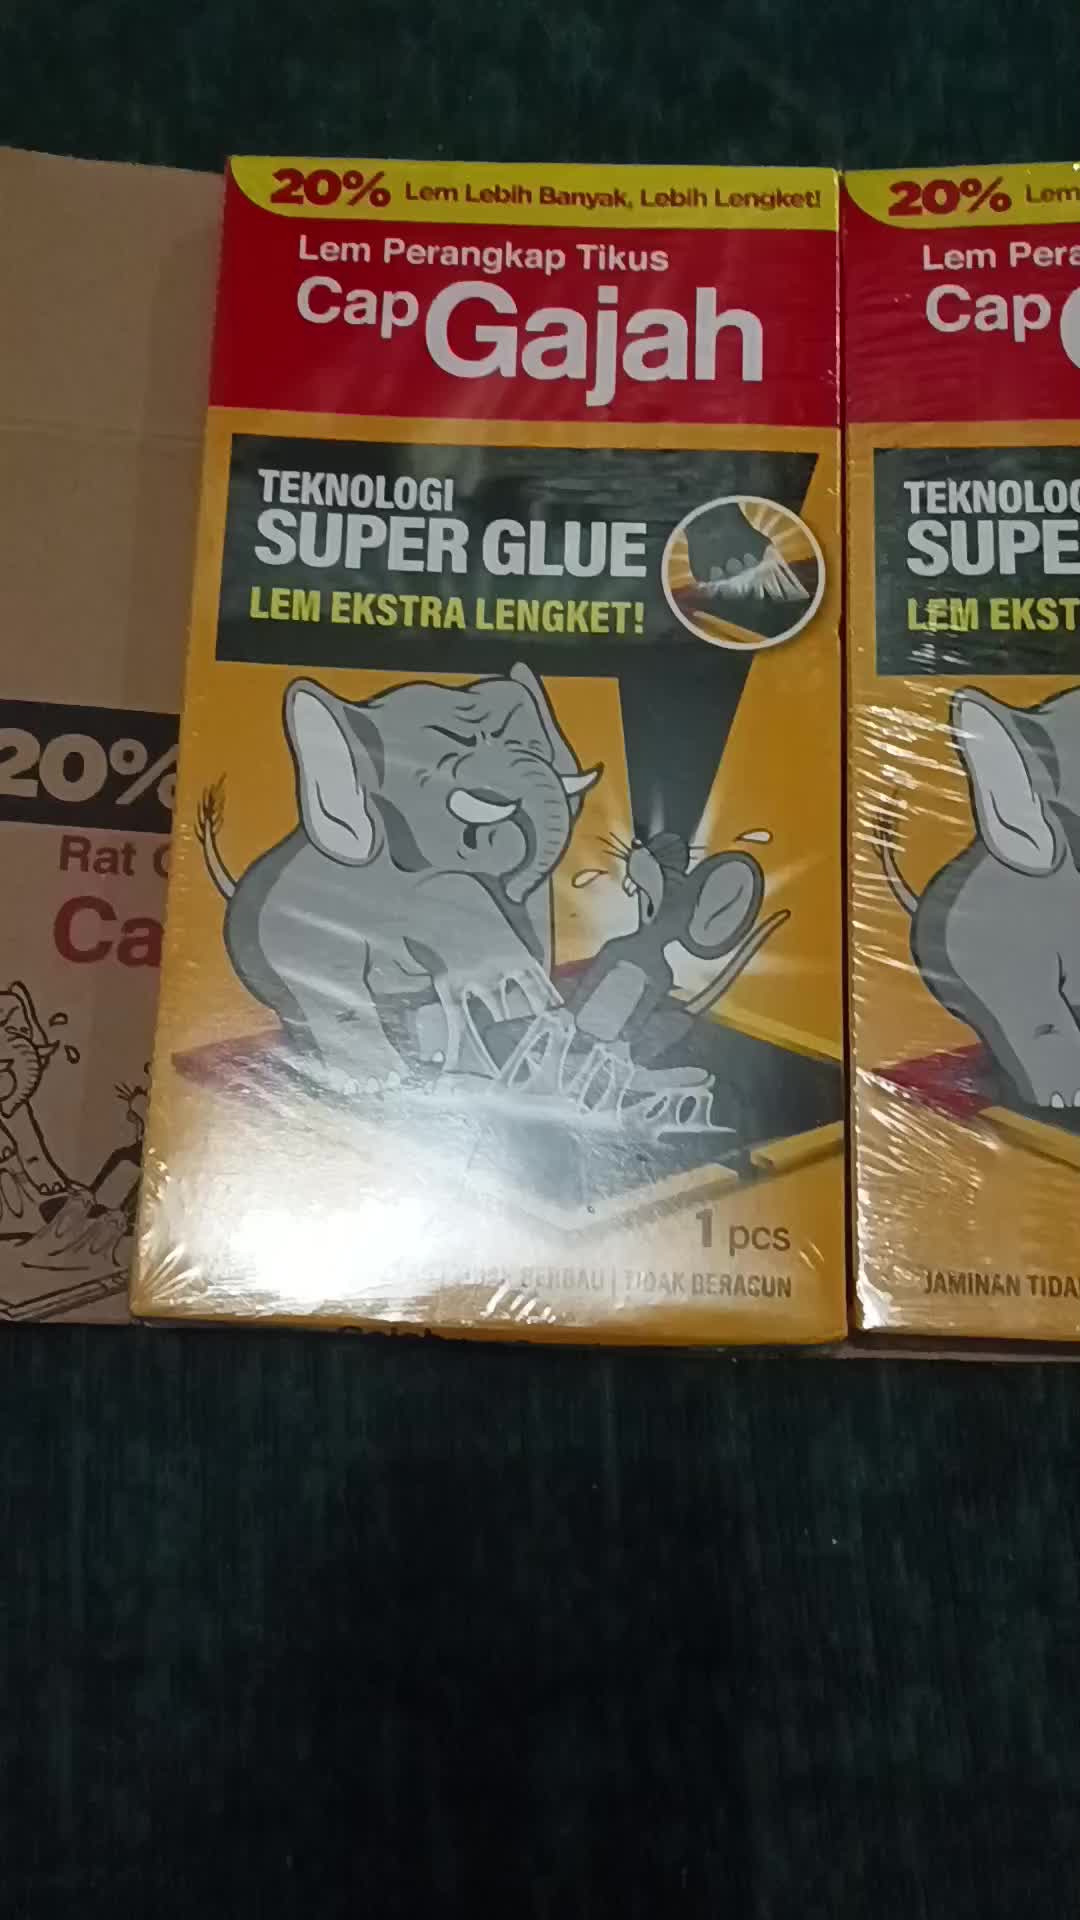 20% Lem Lebih Banyak, Lebih Lengket!
Lem Perangkap Tikus
Cap Gajah
TEKNOLOGI
SUPER GLUE
LEM EKSTRA LENGKET!
1 pcs
BERBAU | TIDAK BERACUN
20% Lem
Lem Pera
Cap
TEKNOLOG
SUPE
LEM EKST
JAMINAN TIDA
20%
Rat
Ca